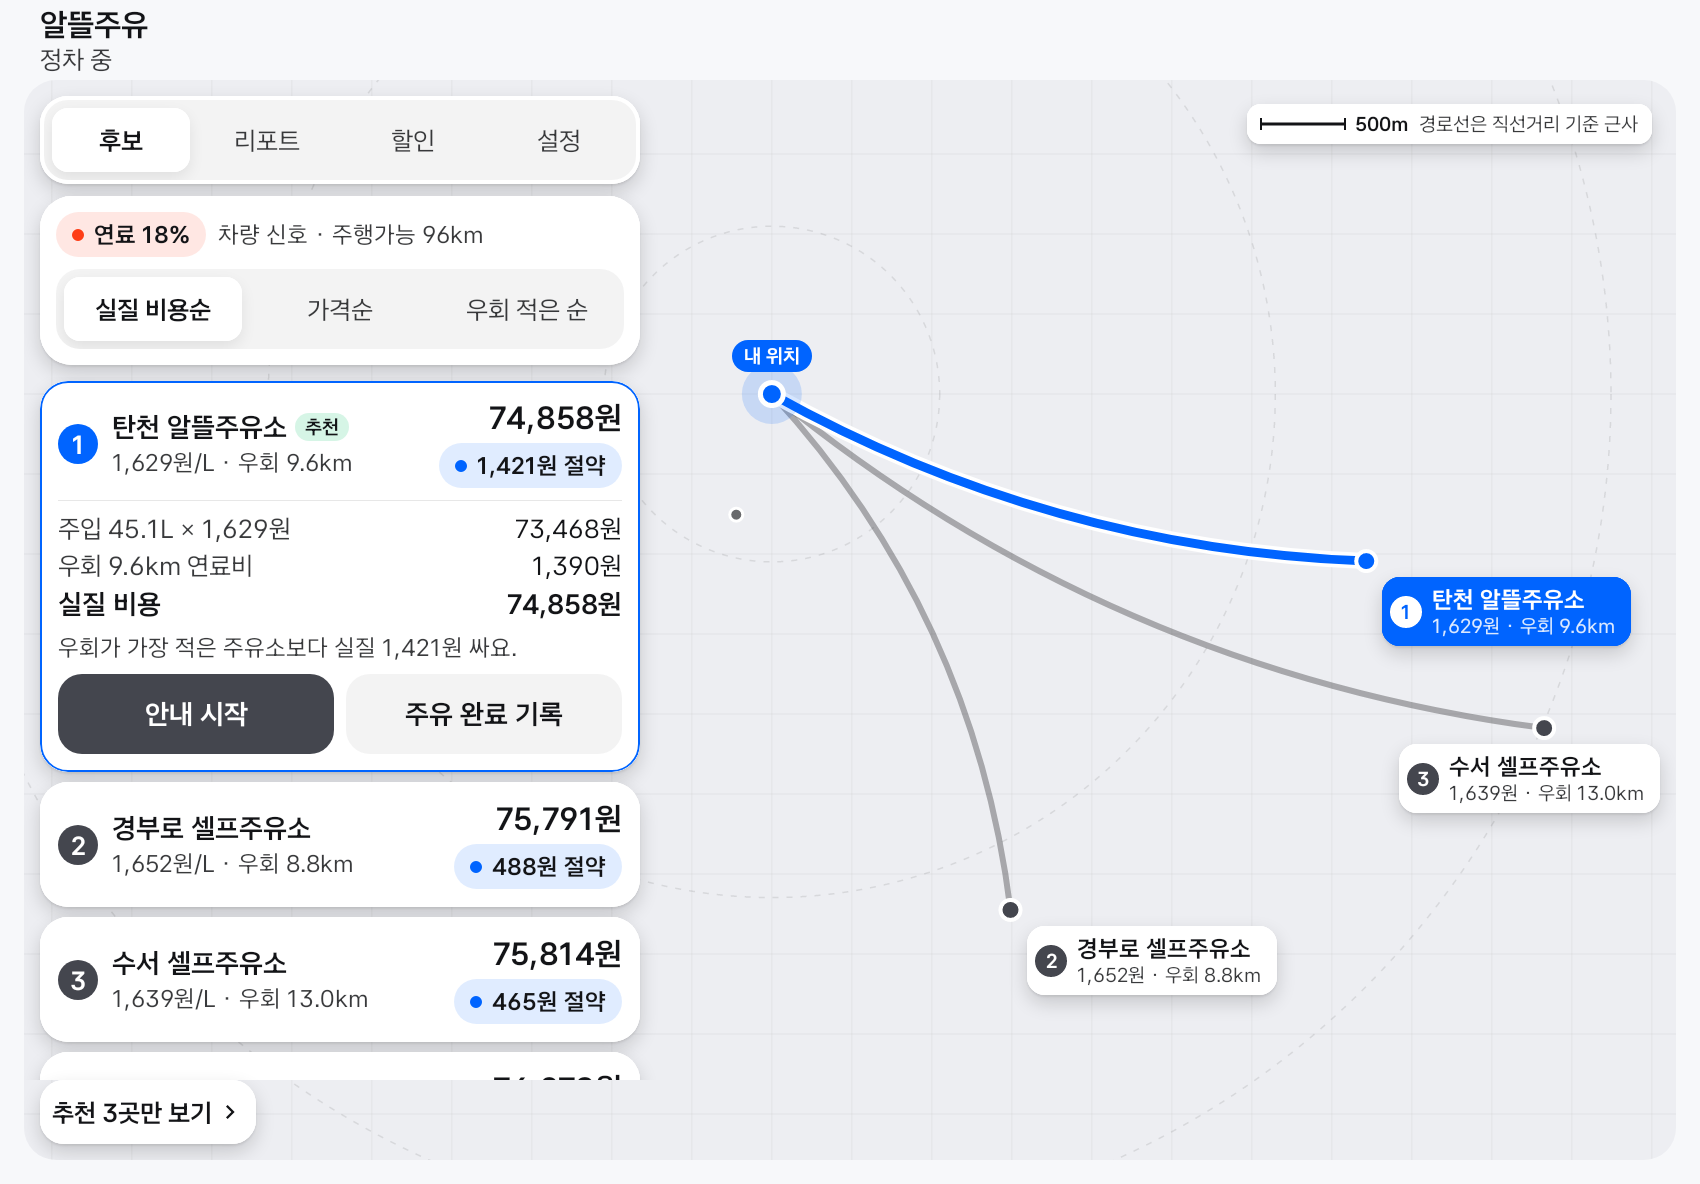 알뜰주유
정차 중
후보
리포트
할인
설정
500m 경로선은 직선거리 기준 근사
연료 18% 차량 신호 · 주행가능 96km
실질 비용순
가격순
우회 적은 순
내 위치
1 탄천 알뜰주유소 추천
1,629원/L · 우회 9.6km
74,858원
1,421원 절약
주입 45.1L × 1,629원 73,468원
우회 9.6km 연료비 1,390원
실질 비용 74,858원
우회가 가장 적은 주유소보다 실질 1,421원 싸요.
안내 시작
주유 완료 기록
1 탄천 알뜰주유소
1,629원 · 우회 9.6km
3 수서 셀프주유소
1,639원 · 우회 13.0km
2 경부로 셀프주유소
1,652원/L · 우회 8.8km
75,791원
488원 절약
2 경부로 셀프주유소
1,652원 · 우회 8.8km
3 수서 셀프주유소
1,639원/L · 우회 13.0km
75,814원
465원 절약
추천 3곳만 보기